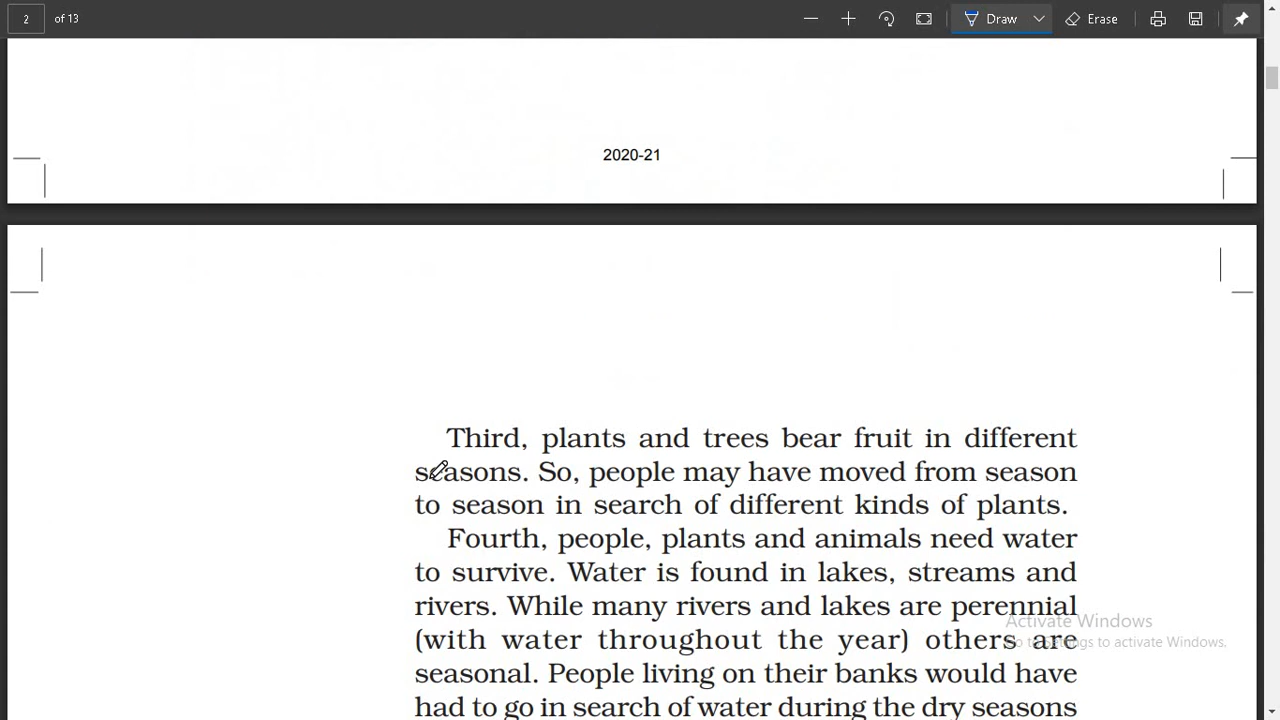 2 of 13 Draw Erase
2020-21
Third, plants and trees bear fruit in different
seasons. So, people may have moved from season
to season in search of different kinds of plants.
Fourth, people, plants and animals need water
to survive. Water is found in lakes, streams and
rivers. While many rivers and lakes are perennial
(with water throughout the year) others are
seasonal. People living on their banks would have
had to go in search of water during the dry seasons
Activate Windows
Go to Settings to activate Windows.